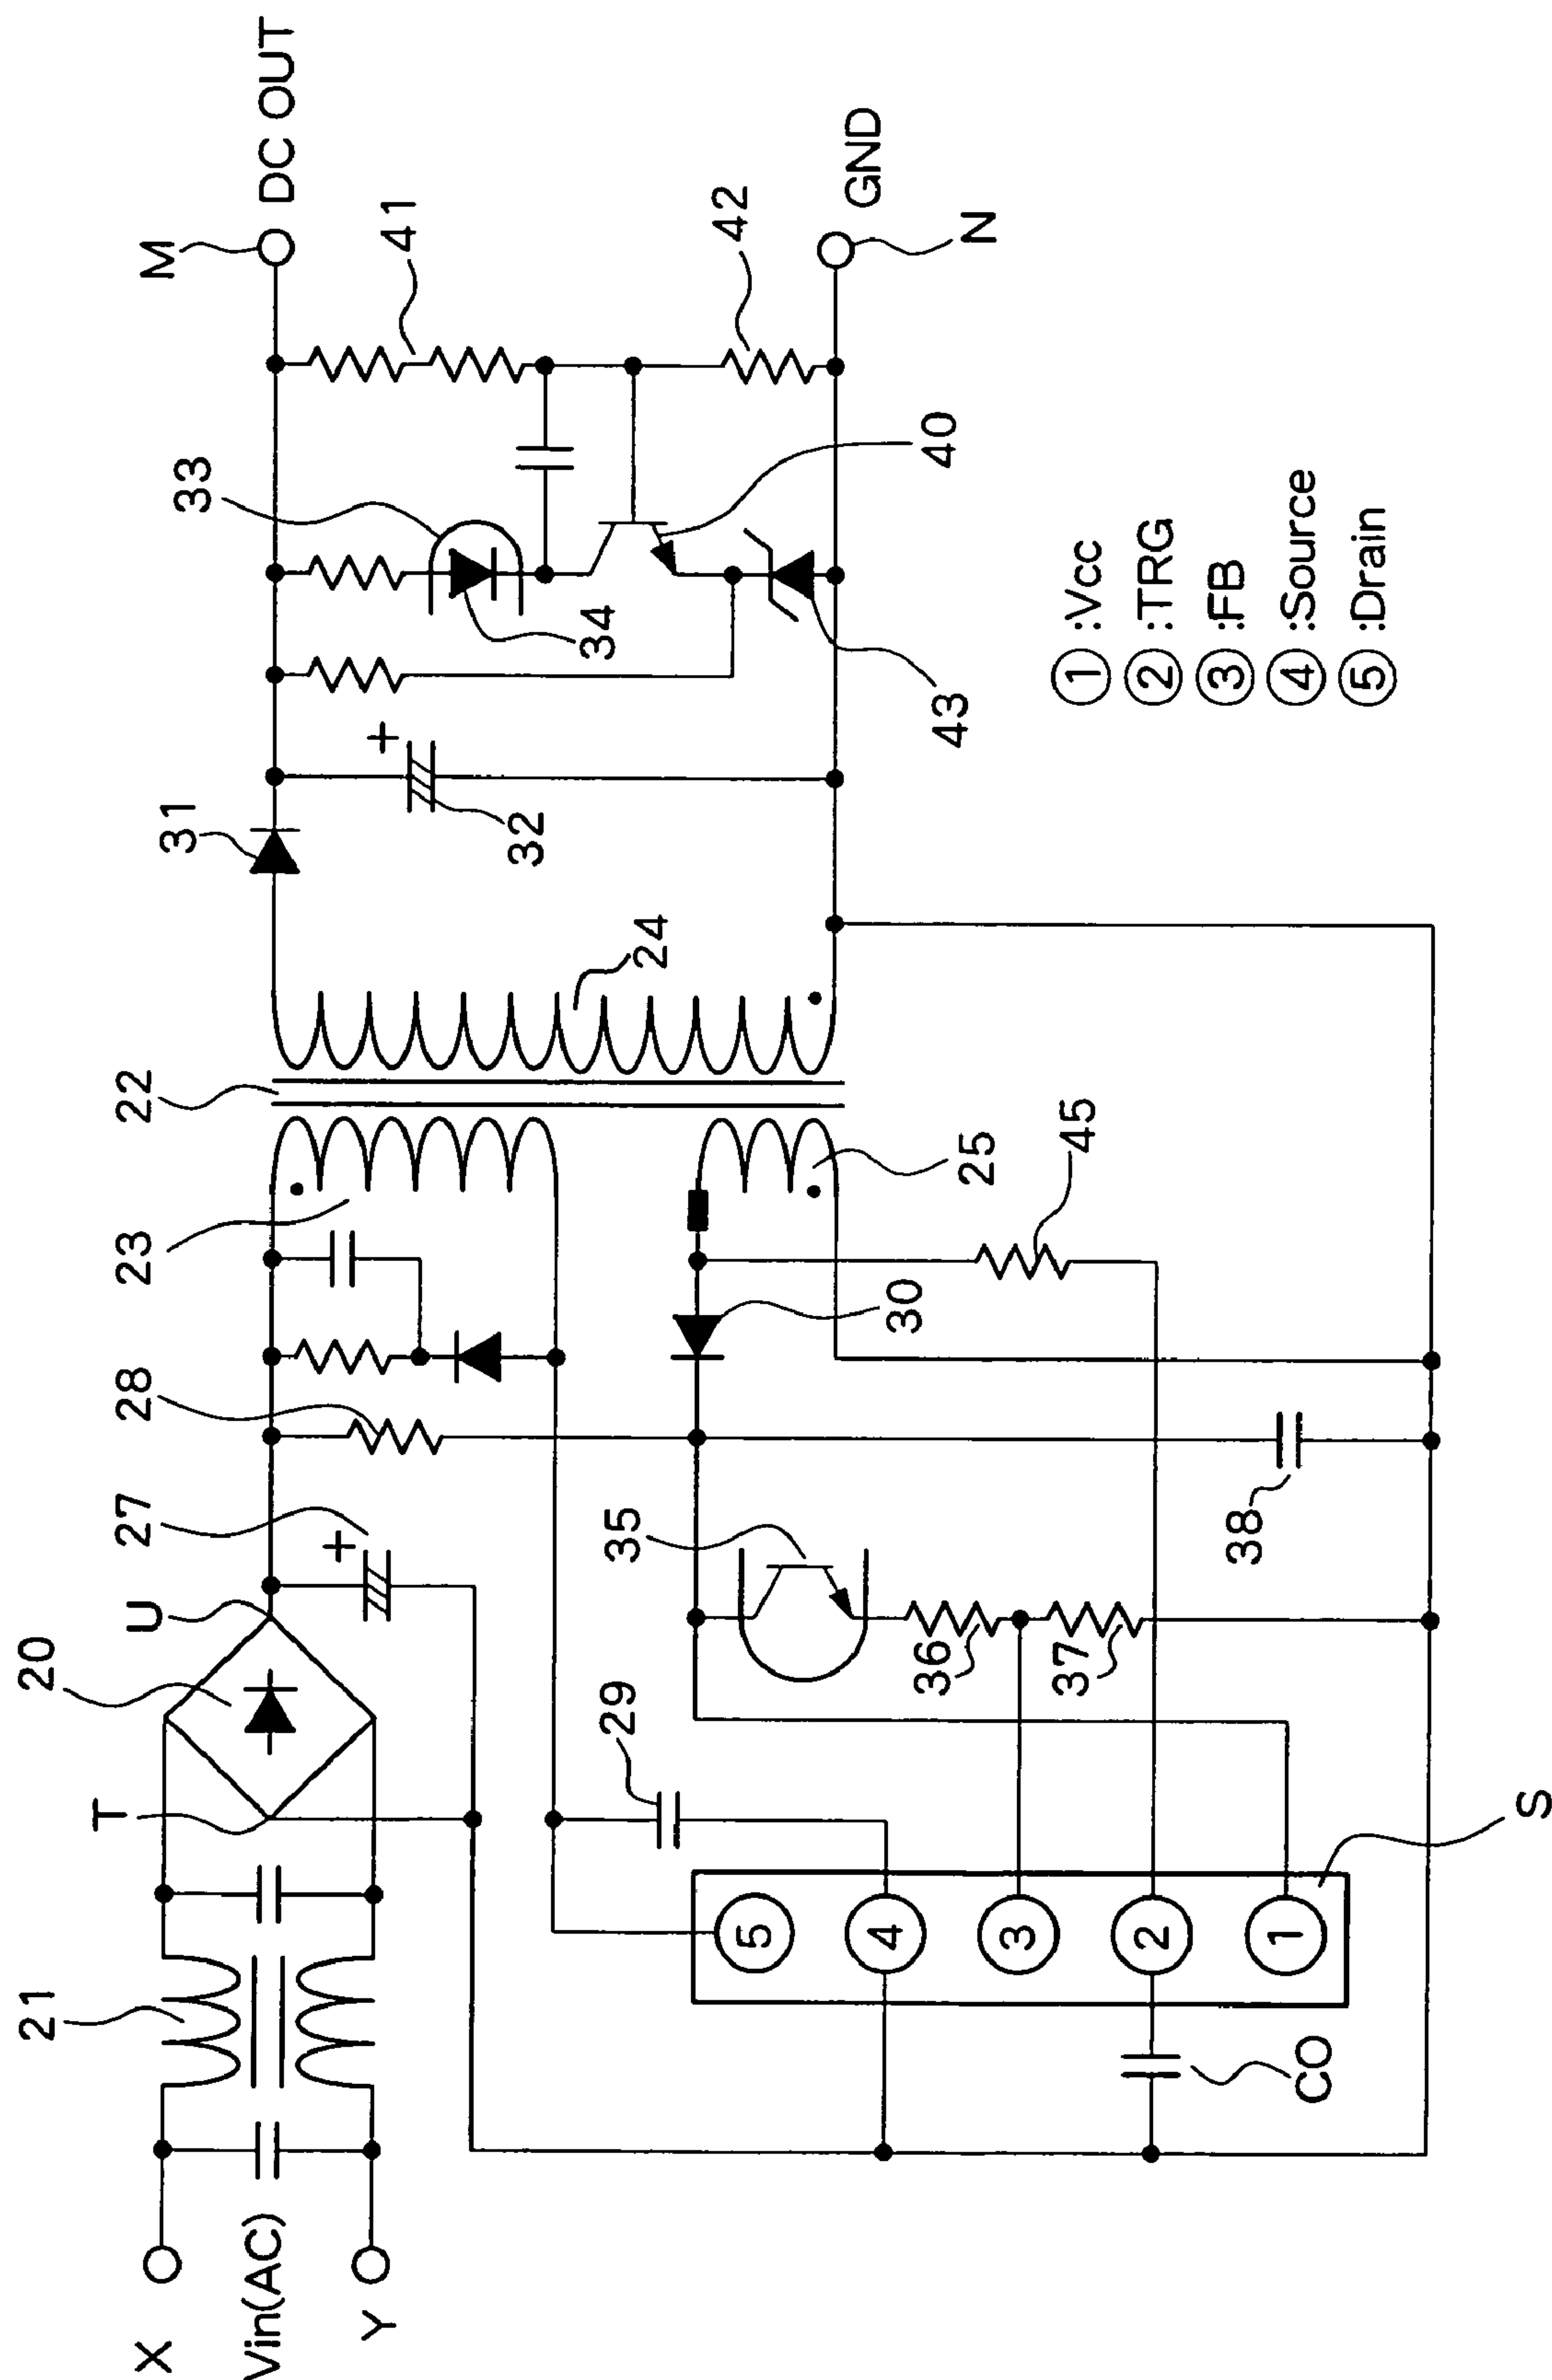 X
Vin(AC)
Y
21
T
20
U
27
+
28
23
22
24
31
32
+
33
34
M
DC OUT
41
42
40
43
GND
N
29
35
36
37
38
30
25
45
5
4
3
2
1
CO
S
1 :Vcc
2 :TRG
3 :FB
4 :Source
5 :Drain